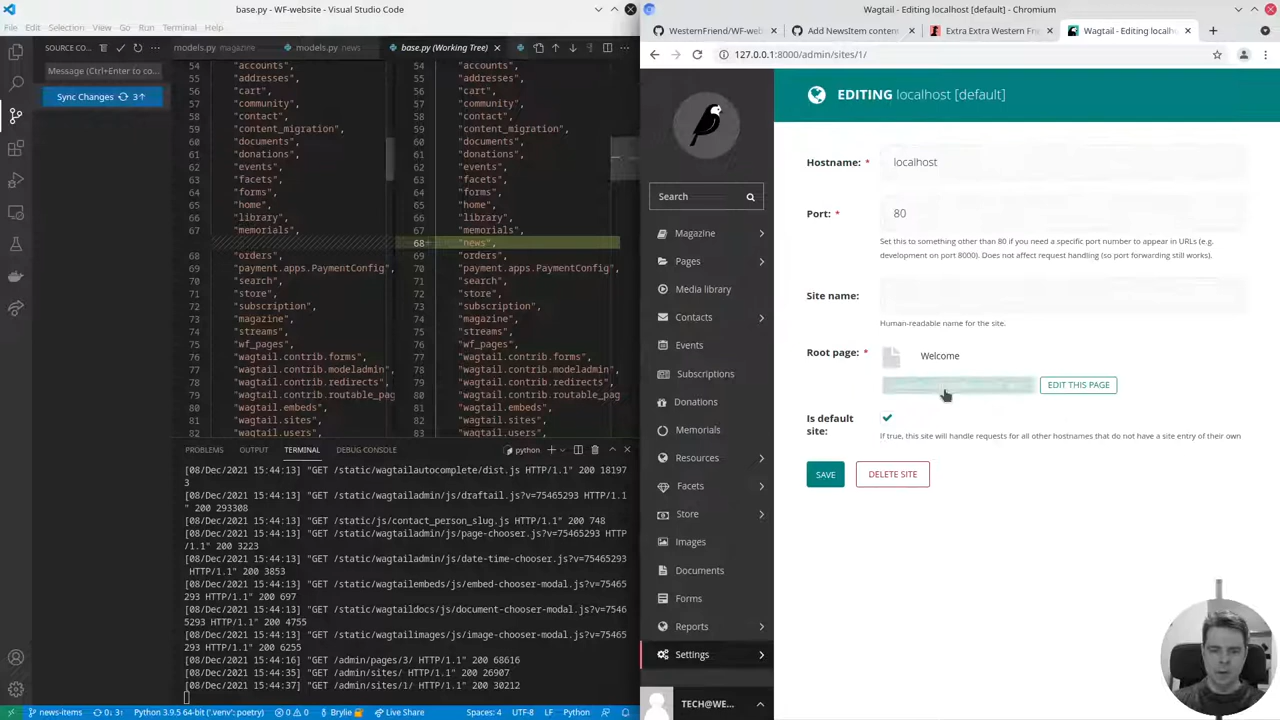 base.py - WF-website - Visual Studio Code
File Edit Selection View Go Run Terminal Help
SOURCE CO...
Message (Ctrl+Enter to co...
Sync Changes 3↑
models.py magazine
models.py news
base.py (Working Tree)
54 "accounts",
55 "addresses",
56 "cart",
57 "community",
58 "contact",
59 "content_migration",
60 "documents",
61 "donations",
62 "events",
63 "facets",
64 "forms",
65 "home",
66 "library",
67 "memorials",
68 "orders",
69 "payment.apps.PaymentConfig",
70 "search",
71 "store",
72 "subscription",
73 "magazine",
74 "streams",
75 "wf_pages",
76 "wagtail.contrib.forms",
77 "wagtail.contrib.modeladmin",
78 "wagtail.contrib.redirects",
79 "wagtail.contrib.routable_pag
80 "wagtail.embeds",
81 "wagtail.sites",
82 "wagtail.users",
55 "accounts",
56 "addresses",
57 "cart",
58 "community",
59 "contact",
60 "content_migration",
61 "documents",
62 "donations",
63 "events",
64 "facets",
65 "forms",
66 "home",
66 "library",
67 "memorials",
68+ "news",
69 "orders",
70 "payment.apps.PaymentConfig",
71 "search",
72 "store",
73 "subscription",
74 "magazine",
75 "streams",
76 "wf_pages",
77 "wagtail.contrib.forms",
78 "wagtail.contrib.modeladmin",
79 "wagtail.contrib.redirects",
80 "wagtail.contrib.routable_pag
81 "wagtail.embeds",
82 "wagtail.sites",
83 "wagtail.users",
PROBLEMS OUTPUT TERMINAL DEBUG CONSOLE
python
[08/Dec/2021 15:44:13] "GET /static/wagtailautocomplete/dist.js HTTP/1.1" 200 18197
3
[08/Dec/2021 15:44:13] "GET /static/wagtailadmin/js/draftail.js?v=75465293 HTTP/1.1
" 200 293308
[08/Dec/2021 15:44:13] "GET /static/js/contact_person_slug.js HTTP/1.1" 200 748
[08/Dec/2021 15:44:13] "GET /static/wagtailadmin/js/page-chooser.js?v=75465293 HTTP
/1.1" 200 3223
[08/Dec/2021 15:44:13] "GET /static/wagtailadmin/js/date-time-chooser.js?v=75465293
HTTP/1.1" 200 3853
[08/Dec/2021 15:44:13] "GET /static/wagtailembeds/js/embed-chooser-modal.js?v=75465
293 HTTP/1.1" 200 697
[08/Dec/2021 15:44:13] "GET /static/wagtaildocs/js/document-chooser-modal.js?v=7546
5293 HTTP/1.1" 200 4755
[08/Dec/2021 15:44:13] "GET /static/wagtailimages/js/image-chooser-modal.js?v=75465
293 HTTP/1.1" 200 6255
[08/Dec/2021 15:44:16] "GET /admin/pages/3/ HTTP/1.1" 200 68616
[08/Dec/2021 15:44:35] "GET /admin/sites/ HTTP/1.1" 200 26907
[08/Dec/2021 15:44:37] "GET /admin/sites/1/ HTTP/1.1" 200 30212
news-items 0↓ 3↑ Python 3.9.5 64-bit ('.venv': poetry) 0 0 Brylie Live Share Spaces: 4 UTF-8 LF Python
Wagtail - Editing localhost [default] - Chromium
WesternFriend/WF-web
Add NewsItem content
Extra Extra Western Fri
Wagtail - Editing localh
127.0.0.1:8000/admin/sites/1/
Search
Magazine
Pages
Media library
Contacts
Events
Subscriptions
Donations
Memorials
Resources
Facets
Store
Images
Documents
Forms
Reports
Settings
TECH@WE...
EDITING localhost [default]
Hostname: * localhost
Port: * 80
Set this to something other than 80 if you need a specific port number to appear in URLs (e.g.
development on port 8000). Does not affect request handling (so port forwarding still works).
Site name:
Human-readable name for the site.
Root page: * Welcome
EDIT THIS PAGE
Is default
site:
If true, this site will handle requests for all other hostnames that do not have a site entry of their own
SAVE
DELETE SITE